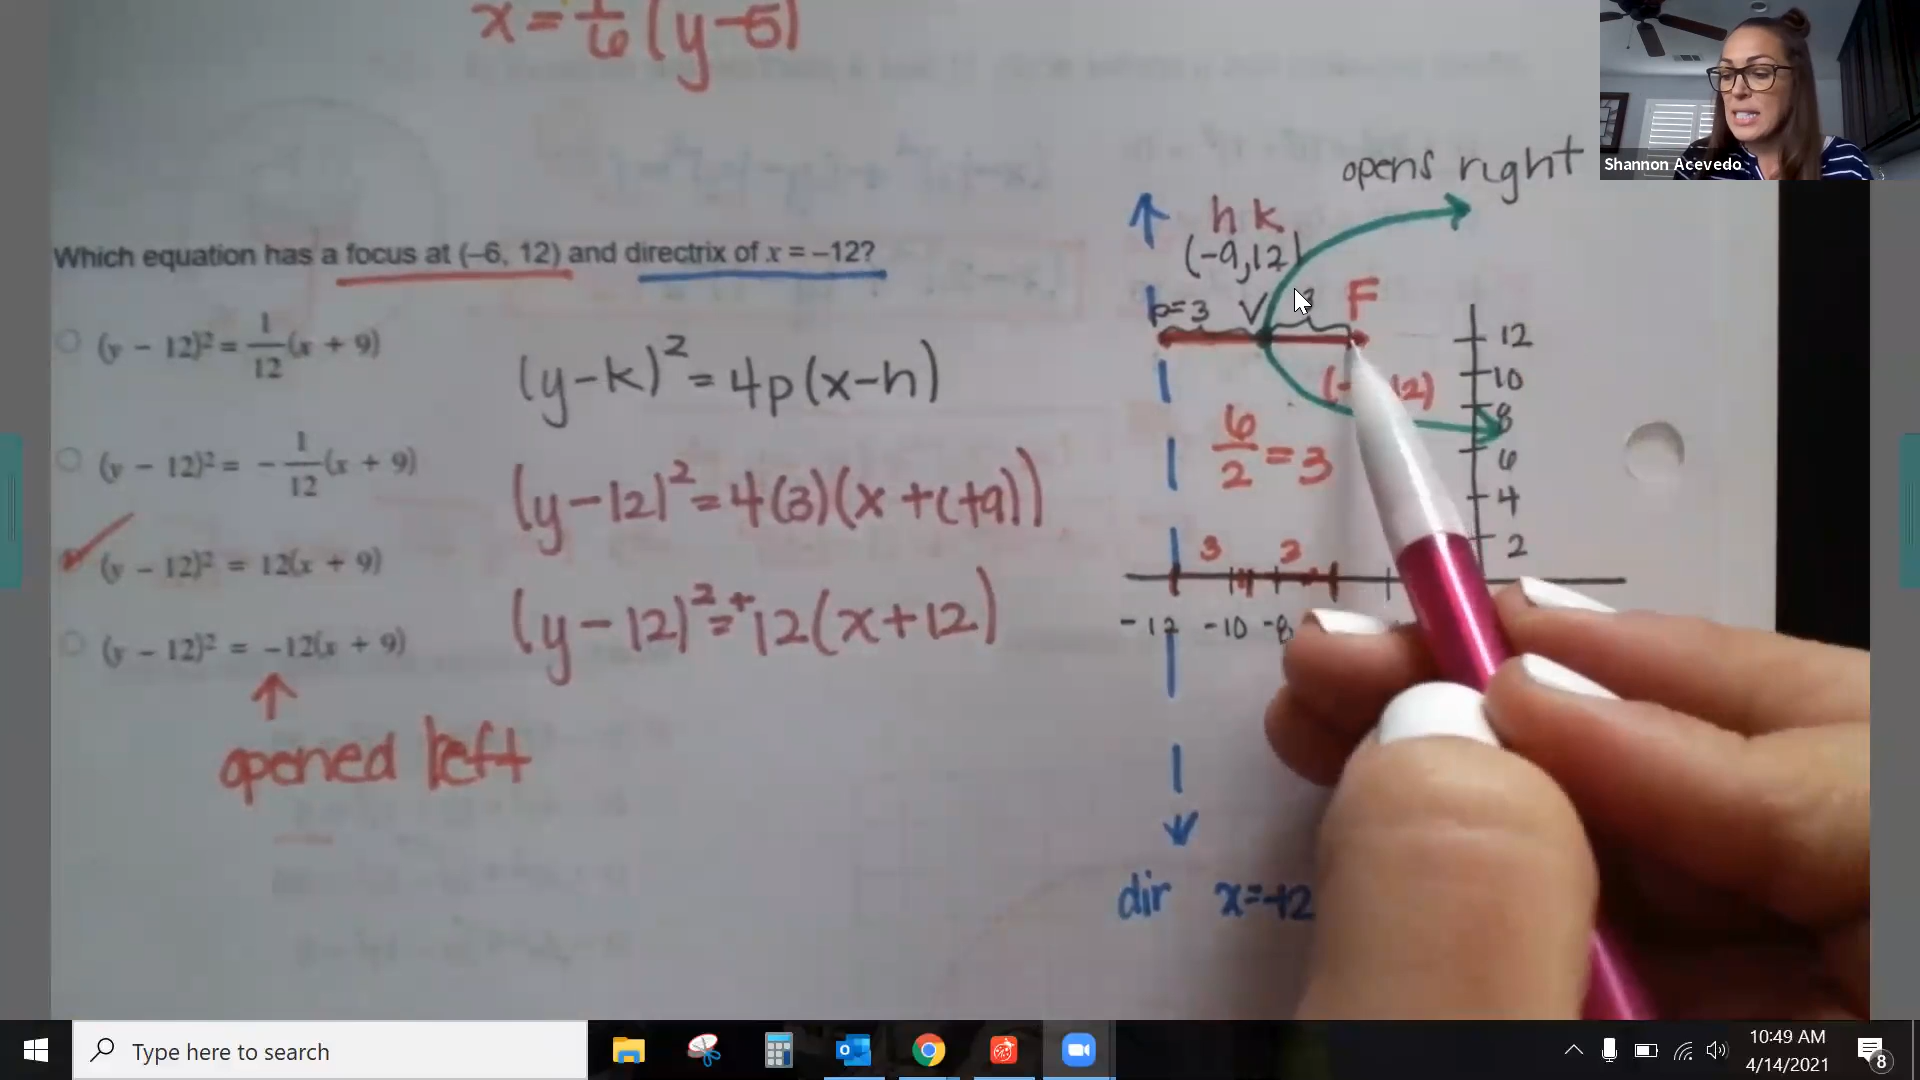 x = 1/6 (y-5)
Shannon Acevedo
opens right
h k
(-9,12)
Which equation has a focus at (–6, 12) and directrix of x = –12?
p=3 V F
(y – 12)² = 1/12 (x + 9)
(y-k)² = 4p(x-h)
12
10
8
6
4
2
6/2 = 3
(y – 12)² = – 1/12 (x + 9)
(y-12)² = 4(3)(x+(+9))
(y – 12)² = 12(x + 9)
3
(y-12)² = +12(x+12)
-12 -10 -8
(y – 12)² = –12(x + 9)
opened left
dir x=-12
Type here to search
10:49 AM
4/14/2021
8